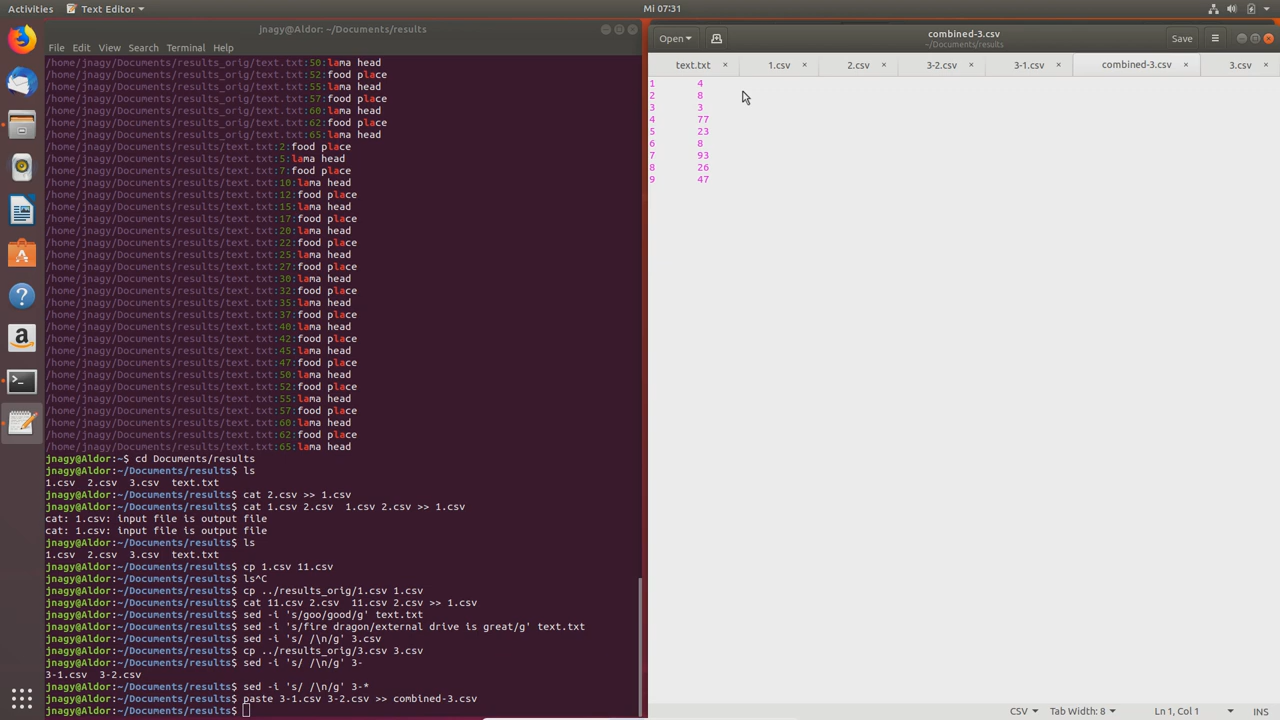 Activities
Text Editor
Mi 07:31
jnagy@Aldor: ~/Documents/results
File Edit View Search Terminal Help
/home/jnagy/Documents/results_orig/text.txt:50:lama head
/home/jnagy/Documents/results_orig/text.txt:52:food place
/home/jnagy/Documents/results_orig/text.txt:55:lama head
/home/jnagy/Documents/results_orig/text.txt:57:food place
/home/jnagy/Documents/results_orig/text.txt:60:lama head
/home/jnagy/Documents/results_orig/text.txt:62:food place
/home/jnagy/Documents/results_orig/text.txt:65:lama head
/home/jnagy/Documents/results/text.txt:2:food place
/home/jnagy/Documents/results/text.txt:5:lama head
/home/jnagy/Documents/results/text.txt:7:food place
/home/jnagy/Documents/results/text.txt:10:lama head
/home/jnagy/Documents/results/text.txt:12:food place
/home/jnagy/Documents/results/text.txt:15:lama head
/home/jnagy/Documents/results/text.txt:17:food place
/home/jnagy/Documents/results/text.txt:20:lama head
/home/jnagy/Documents/results/text.txt:22:food place
/home/jnagy/Documents/results/text.txt:25:lama head
/home/jnagy/Documents/results/text.txt:27:food place
/home/jnagy/Documents/results/text.txt:30:lama head
/home/jnagy/Documents/results/text.txt:32:food place
/home/jnagy/Documents/results/text.txt:35:lama head
/home/jnagy/Documents/results/text.txt:37:food place
/home/jnagy/Documents/results/text.txt:40:lama head
/home/jnagy/Documents/results/text.txt:42:food place
/home/jnagy/Documents/results/text.txt:45:lama head
/home/jnagy/Documents/results/text.txt:47:food place
/home/jnagy/Documents/results/text.txt:50:lama head
/home/jnagy/Documents/results/text.txt:52:food place
/home/jnagy/Documents/results/text.txt:55:lama head
/home/jnagy/Documents/results/text.txt:57:food place
/home/jnagy/Documents/results/text.txt:60:lama head
/home/jnagy/Documents/results/text.txt:62:food place
/home/jnagy/Documents/results/text.txt:65:lama head
jnagy@Aldor:~$ cd Documents/results
jnagy@Aldor:~/Documents/results$ ls
1.csv 2.csv 3.csv text.txt
jnagy@Aldor:~/Documents/results$ cat 2.csv >> 1.csv
jnagy@Aldor:~/Documents/results$ cat 1.csv 2.csv  1.csv 2.csv >> 1.csv
cat: 1.csv: input file is output file
cat: 1.csv: input file is output file
jnagy@Aldor:~/Documents/results$ ls
1.csv 2.csv 3.csv text.txt
jnagy@Aldor:~/Documents/results$ cp 1.csv 11.csv
jnagy@Aldor:~/Documents/results$ ls^C
jnagy@Aldor:~/Documents/results$ cp ../results_orig/1.csv 1.csv
jnagy@Aldor:~/Documents/results$ cat 11.csv 2.csv  11.csv 2.csv >> 1.csv
jnagy@Aldor:~/Documents/results$ sed -i 's/goo/good/g' text.txt
jnagy@Aldor:~/Documents/results$ sed -i 's/fire dragon/external drive is great/g' text.txt
jnagy@Aldor:~/Documents/results$ sed -i 's/ /\n/g' 3.csv
jnagy@Aldor:~/Documents/results$ cp ../results_orig/3.csv 3.csv
jnagy@Aldor:~/Documents/results$ sed -i 's/ /\n/g' 3-
3-1.csv 3-2.csv
jnagy@Aldor:~/Documents/results$ sed -i 's/ /\n/g' 3-*
jnagy@Aldor:~/Documents/results$ paste 3-1.csv 3-2.csv >> combined-3.csv
jnagy@Aldor:~/Documents/results$
Open
combined-3.csv
~/Documents/results
Save
text.txt 1.csv 2.csv 3-2.csv 3-1.csv combined-3.csv 3.csv
1 4
2 8
3 3
4 77
5 23
6 8
7 93
8 26
9 47
CSV Tab Width: 8 Ln 1, Col 1 INS